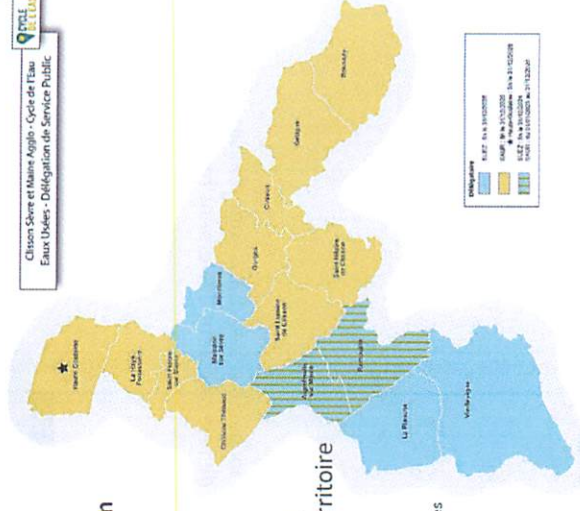 CYCLE
DE L'EAU
Clisson Sèvre et Maine Agglo - Cycle de l'Eau
Eaux Usées - Délégation de Service Public
Haute Goulaine
La Haye
Fouassière
Saint Fiacre
sur Maine
Château Thébaud
Maisdon
sur Sèvre
Monnières
Gorges
Clisson
Gétigné
Boussay
Saint Lumine
de Clisson
Saint Hilaire
de Clisson
Aigrefeuille
sur Maine
Remouillé
La Planche
Vieillevigne
Délégataire
rritoire
n
es